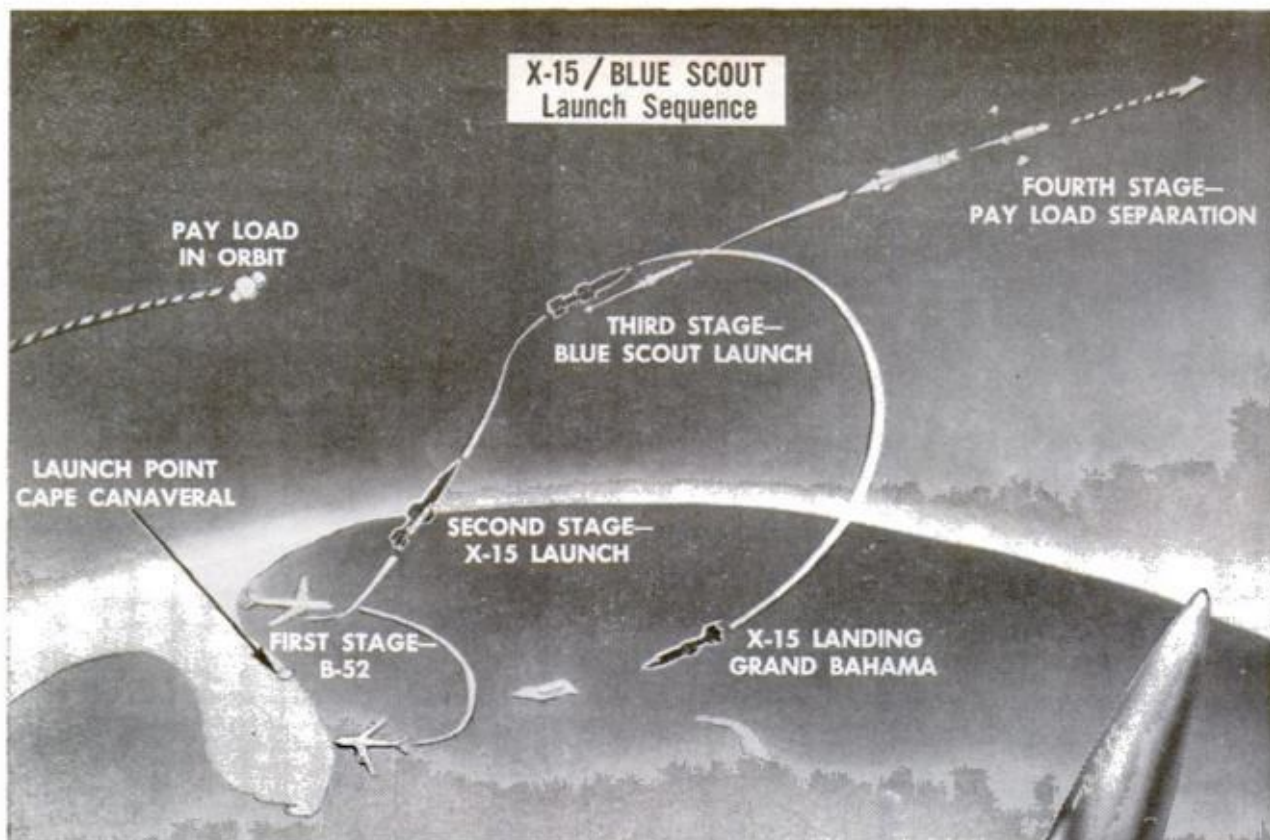 X-15/BLUE SCOUT
Launch Sequence
FOURTH STAGE—
PAY LOAD SEPARATION
PAY LOAD
IN ORBIT
THIRD STAGE—
BLUE SCOUT LAUNCH
LAUNCH POINT
CAPE CANAVERAL
SECOND STAGE—
X-15 LAUNCH
FIRST STAGE—
B-52
X-15 LANDING
GRAND BAHAMA